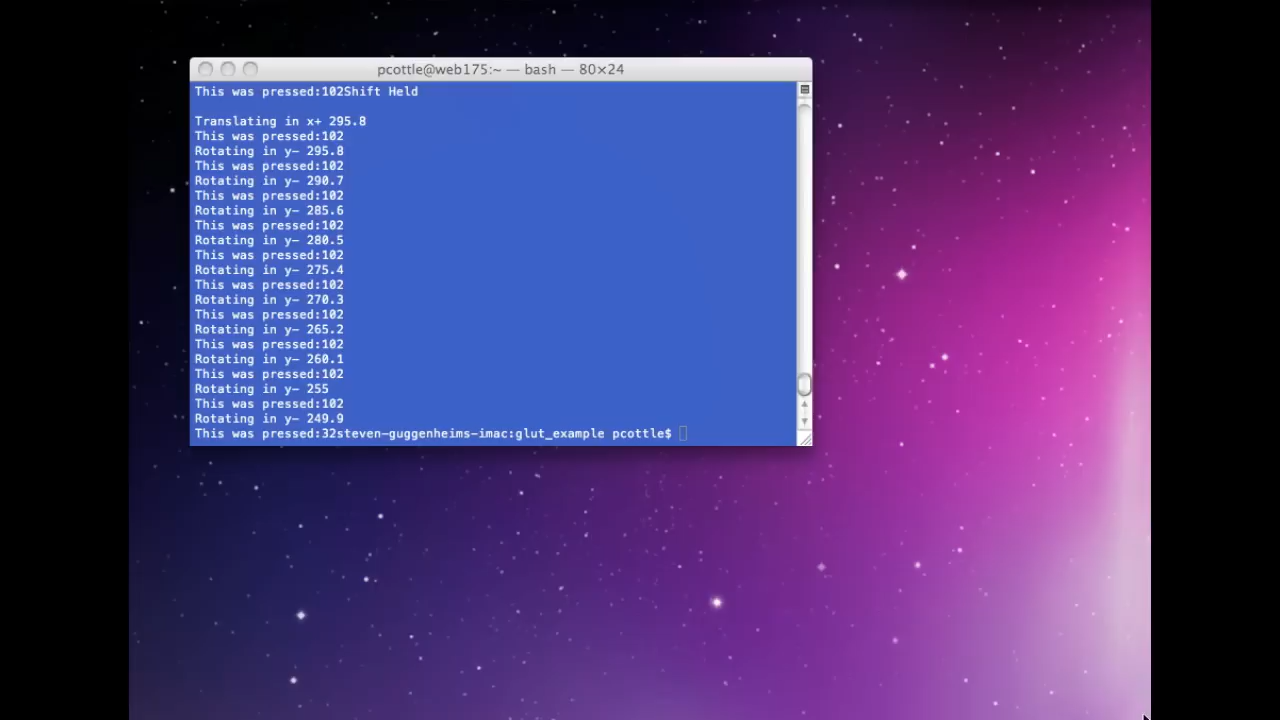 pcottle@web175:~ — bash — 80×24
This was pressed:102Shift Held
Translating in x+ 295.8
This was pressed:102
Rotating in y- 295.8
This was pressed:102
Rotating in y- 290.7
This was pressed:102
Rotating in y- 285.6
This was pressed:102
Rotating in y- 280.5
This was pressed:102
Rotating in y- 275.4
This was pressed:102
Rotating in y- 270.3
This was pressed:102
Rotating in y- 265.2
This was pressed:102
Rotating in y- 260.1
This was pressed:102
Rotating in y- 255
This was pressed:102
Rotating in y- 249.9
This was pressed:32steven-guggenheims-imac:glut_example pcottle$